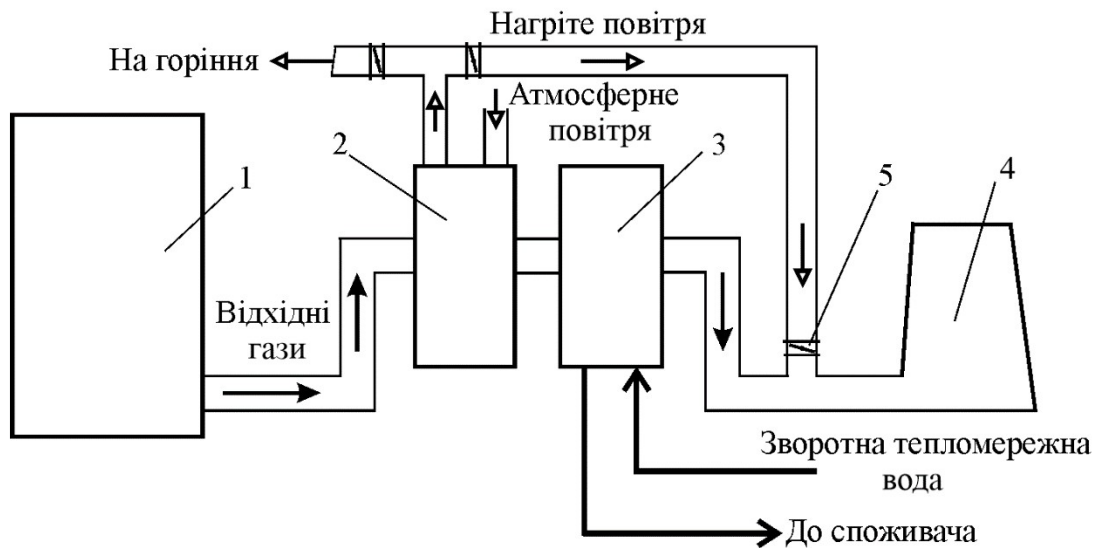 Нагріте повітря
На горіння
Атмосферне
повітря
1
2
3
5
4
Відхідні
гази
Зворотна тепломережна
вода
До споживача